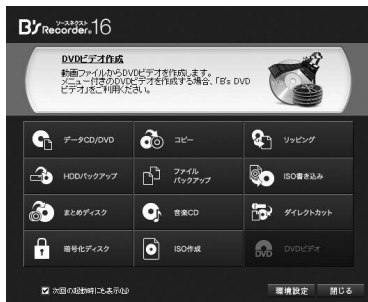 B's Recorder 16
ソースネクスト
DVDビデオ作成
動画ファイルからDVDビデオを作成します。
メニュー付きのDVDビデオを作成する場合、「B's DVD
ビデオ」をご利用ください。
データCD/DVD
コピー
リッピング
HDDバックアップ
ファイル
バックアップ
ISO書き込み
まとめディスク
音楽CD
ダイレクトカット
暗号化ディスク
ISO作成
DVD
DVDビデオ
次回の起動時にも表示(U)
環境設定
閉じる